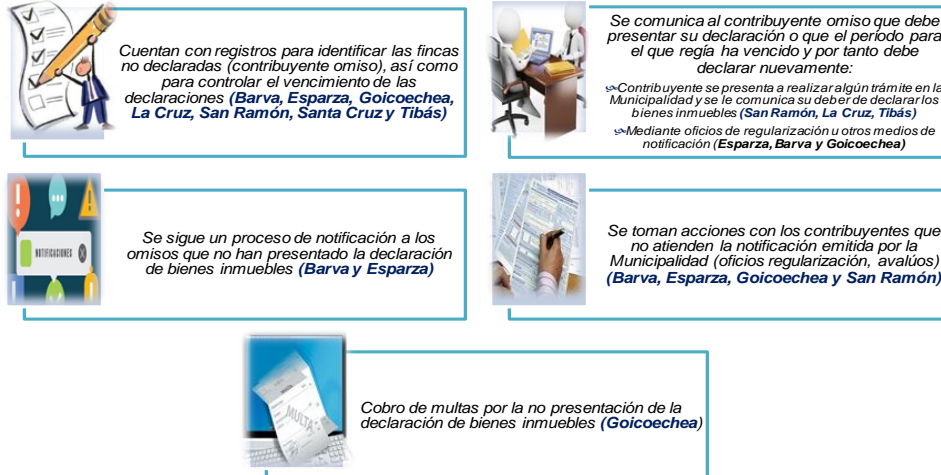 Cuentan con registros para identificar las fincas
no declaradas (contribuyente omiso), así como
para controlar el vencimiento de las
declaraciones (Barva, Esparza, Goicoechea,
La Cruz, San Ramón, Santa Cruz y Tibás)
Se comunica al contribuyente omiso que debe
presentar su declaración o que el período para
el que regía ha vencido y por tanto debe
declarar nuevamente:
Contribuyente se presenta a realizar algún trámite en la
Municipalidad y se le comunica su deber de declarar los
bienes inmuebles (San Ramón, La Cruz, Tibás)
Mediante oficios de regularización u otros medios de
notificación (Esparza, Barva y Goicoechea)
NOTIFICACIONES
Se sigue un proceso de notificación a los
omisos que no han presentado la declaración
de bienes inmuebles (Barva y Esparza)
Se toman acciones con los contribuyentes que
no atienden la notificación emitida por la
Municipalidad (oficios regularización, avalúos)
(Barva, Esparza, Goicoechea y San Ramón)
MULTA
Cobro de multas por la no presentación de la
declaración de bienes inmuebles (Goicoechea)